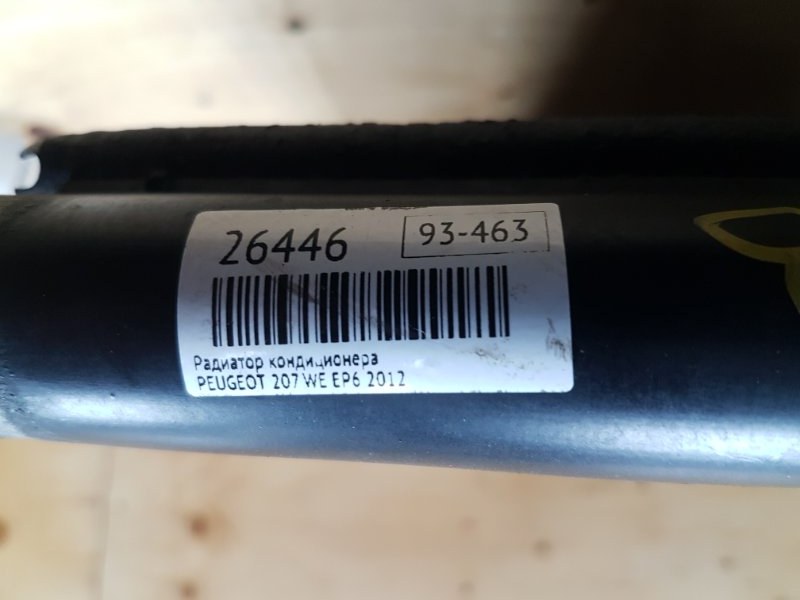 26446 93-463
Радиатор кондиционера
PEUGEOT 207 WE EP6 2012